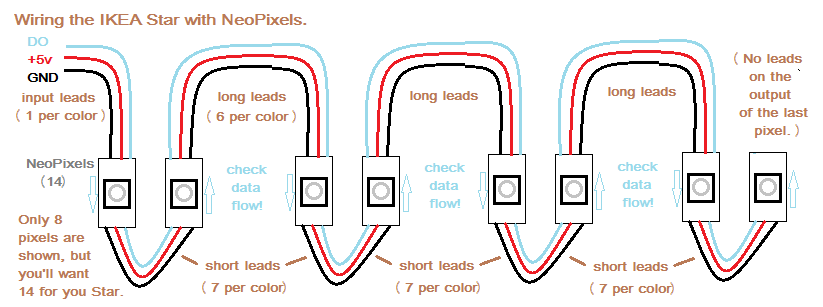 Wiring the IKEA Star with NeoPixels.
DO
+5v
GND
input leads
( 1 per color )
long leads
( 6 per color )
long leads
long leads
( No leads
on the
output
of the last
pixel. )
NeoPixels
(14)
check
data
flow!
check
data
flow!
check
data
flow!
Only 8
pixels are
shown, but
you'll want
14 for you Star.
short leads
( 7 per color)
short leads
( 7 per color)
short leads
( 7 per color)